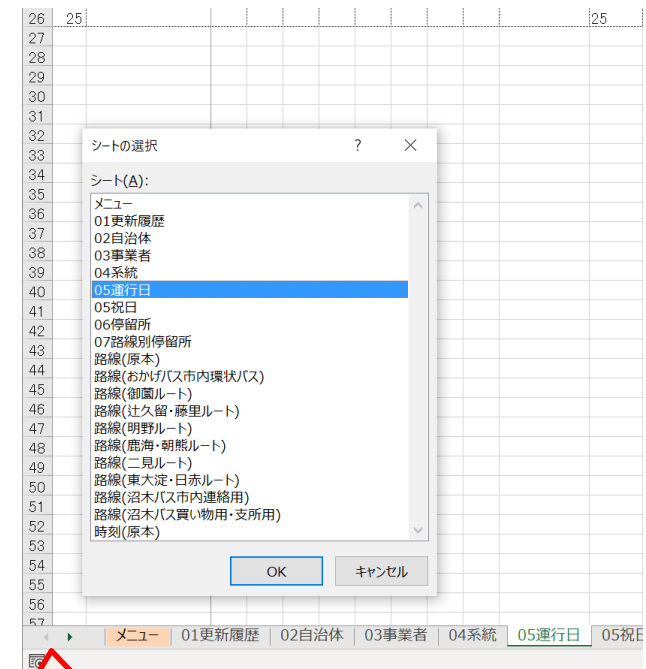 26 25 25
27
28
29
30
31
32
33
34
35
36
37
38
39
40
41
42
43
44
45
46
47
48
49
50
51
52
53
54
55
56
57
シートの選択 ?
シート(A):
メニュー
01更新履歴
02自治体
03事業者
04系統
05運行日
05祝日
06停留所
07路線別停留所
路線(原本)
路線(おかげバス市内環状バス)
路線(御薗ルート)
路線(辻久留・藤里ルート)
路線(明野ルート)
路線(鹿海・朝熊ルート)
路線(二見ルート)
路線(東大淀・日赤ルート)
路線(沼木バス市内連絡用)
路線(沼木バス買い物用・支所用)
時刻(原本)
OK キャンセル
メニュー 01更新履歴 02自治体 03事業者 04系統 05運行日 05祝日